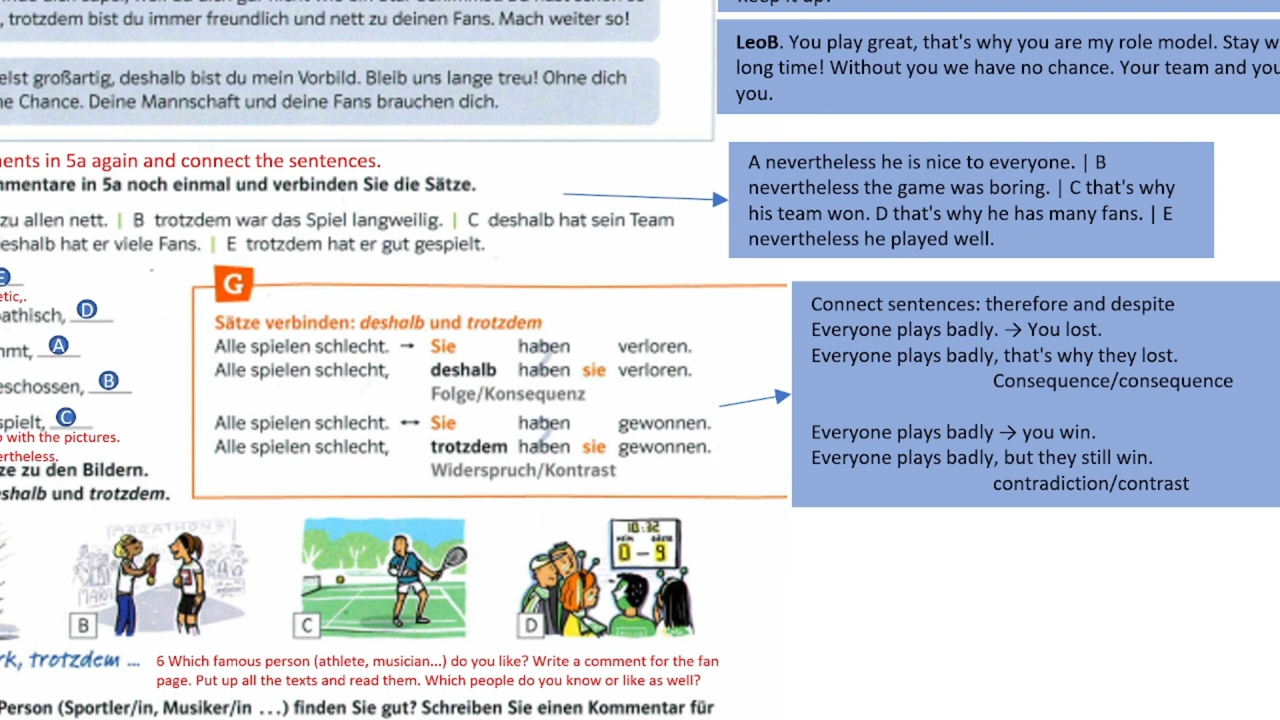 , trotzdem bist du immer freundlich und nett zu deinen Fans. Mach weiter so!
elst großartig, deshalb bist du mein Vorbild. Bleib uns lange treu! Ohne dich
ne Chance. Deine Mannschaft und deine Fans brauchen dich.
LeoB. You play great, that's why you are my role model. Stay w
long time! Without you we have no chance. Your team and you
you.
nents in 5a again and connect the sentences.
mmentare in 5a noch einmal und verbinden Sie die Sätze.
zu allen nett. | B trotzdem war das Spiel langweilig. | C deshalb hat sein Team
eshalb hat er viele Fans. | E trotzdem hat er gut gespielt.
A nevertheless he is nice to everyone. | B
nevertheless the game was boring. | C that's why
his team won. D that's why he has many fans. | E
nevertheless he played well.
E
etic,.
athisch, D
mmt, A
eschossen, B
spielt, C
o with the pictures.
ertheless.
ze zu den Bildern.
eshalb und trotzdem.
G
Sätze verbinden: deshalb und trotzdem
Alle spielen schlecht. → Sie haben verloren.
Alle spielen schlecht, deshalb haben sie verloren.
Folge/Konsequenz
Alle spielen schlecht. ↔ Sie haben gewonnen.
Alle spielen schlecht, trotzdem haben sie gewonnen.
Widerspruch/Kontrast
Connect sentences: therefore and despite
Everyone plays badly. → You lost.
Everyone plays badly, that's why they lost.
Consequence/consequence
Everyone plays badly → you win.
Everyone plays badly, but they still win.
contradiction/contrast
MARATHON
B
C
10:32
HEIM GÄSTE
0 – 9
D
rk, trotzdem ...
6 Which famous person (athlete, musician...) do you like? Write a comment for the fan
page. Put up all the texts and read them. Which people do you know or like as well?
Person (Sportler/in, Musiker/in ...) finden Sie gut? Schreiben Sie einen Kommentar für